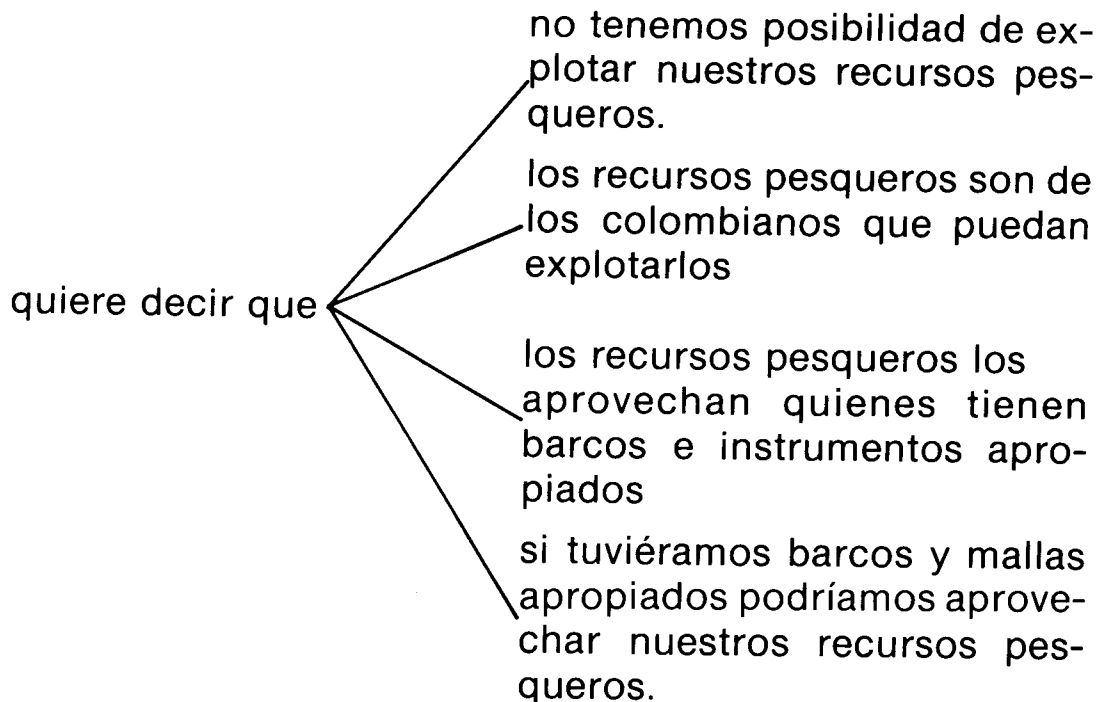 no tenemos posibilidad de ex-
plotar nuestros recursos pes-
queros.
los recursos pesqueros son de
los colombianos que puedan
explotarlos
quiere decir que
los recursos pesqueros los
aprovechan quienes tienen
barcos e instrumentos apro-
piados
si tuviéramos barcos y mallas
apropiados podríamos aprove-
char nuestros recursos pes-
queros.